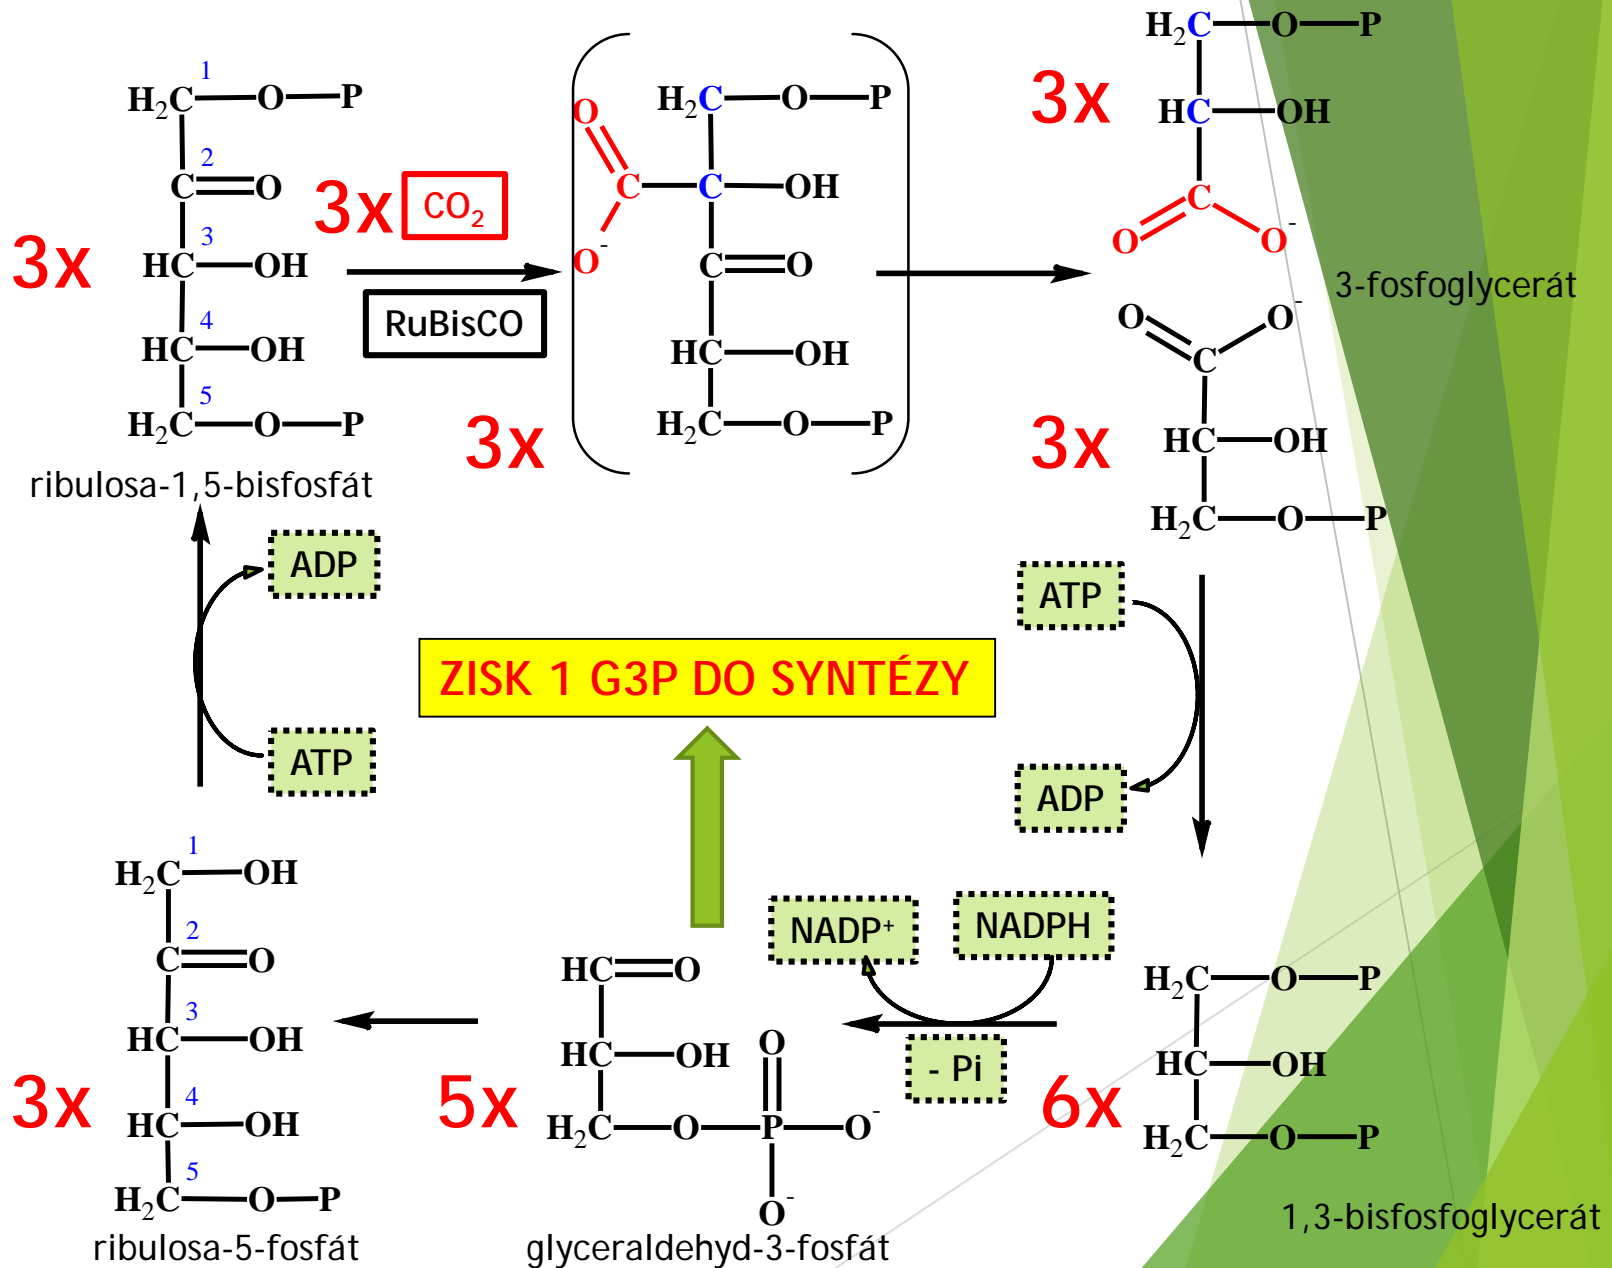 1
H₂C O P
2
C O
3
HC OH
4
HC OH
5
H₂C O P
3x
ribulosa-1,5-bisfosfát
3x CO₂
RuBisCO
O
H₂C O P
C C OH
O⁻
C O
HC OH
H₂C O P
3x
H₂C O P
3x
HC OH
C
O O⁻
3-fosfoglycerát
O O⁻
C
3x
HC OH
H₂C O P
ADP
ATP
ATP
ADP
ZISK 1 G3P DO SYNTÉZY
NADP⁺
NADPH
- Pi
H₂C O P
HC OH
6x
H₂C O P
1,3-bisfosfoglycerát
HC O
HC OH
O
5x
H₂C O P O⁻
O⁻
glyceraldehyd-3-fosfát
1
H₂C OH
2
C O
3
HC OH
4
3x
HC OH
5
H₂C O P
ribulosa-5-fosfát